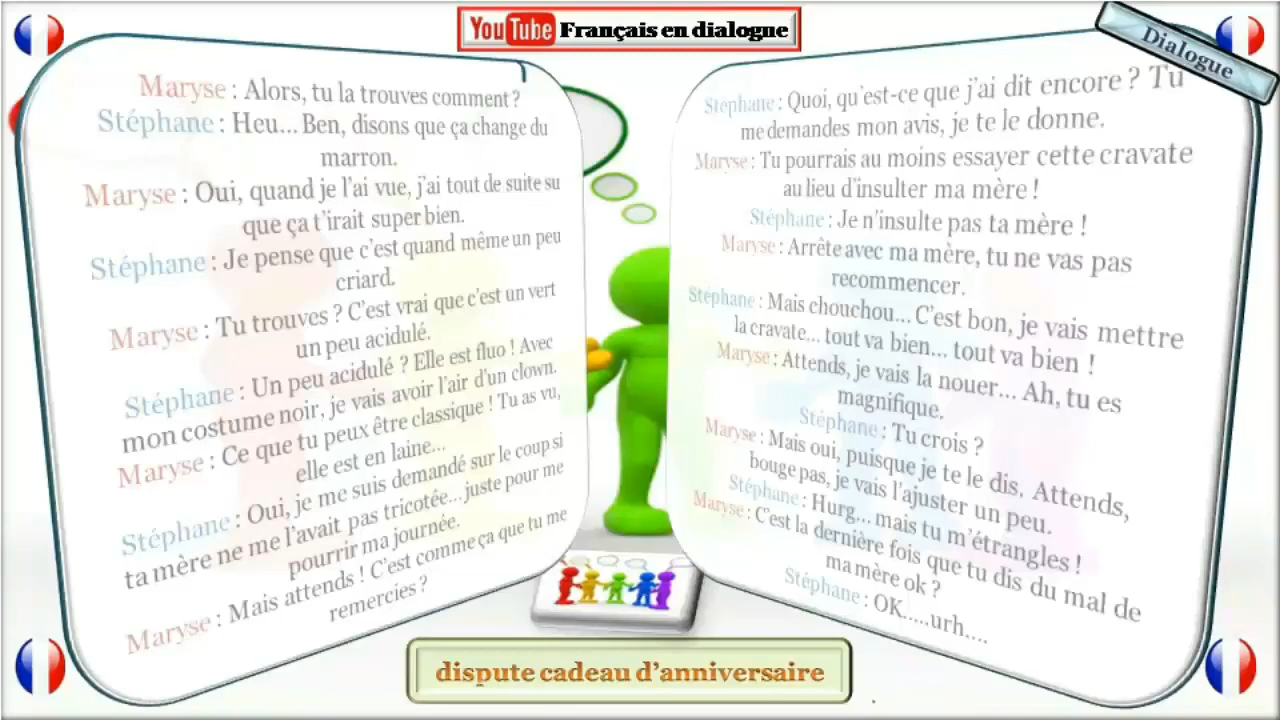 YouTube Français en dialogue
Dialogue
Maryse : Alors, tu la trouves comment ?
Stéphane : Heu... Ben, disons que ça change du
marron.
Maryse : Oui, quand je l'ai vue, j'ai tout de suite su
que ça t'irait super bien.
Stéphane : Je pense que c'est quand même un peu
criard.
Maryse : Tu trouves ? C'est vrai que c'est un vert
un peu acidulé.
Stéphane : Un peu acidulé ? Elle est fluo ! Avec
mon costume noir, je vais avoir l'air d'un clown.
Maryse : Ce que tu peux être classique ! Tu as vu,
elle est en laine...
Stéphane : Oui, je me suis demandé sur le coup si
ta mère ne me l'avait pas tricotée... juste pour me
pourrir ma journée.
Maryse : Mais attends ! C'est comme ça que tu me
remercies ?
Stéphane : Quoi, qu'est-ce que j'ai dit encore ? Tu
me demandes mon avis, je te le donne.
Maryse : Tu pourrais au moins essayer cette cravate
au lieu d'insulter ma mère !
Stéphane : Je n'insulte pas ta mère !
Maryse : Arrête avec ma mère, tu ne vas pas
recommencer.
Stéphane : Mais chouchou... C'est bon, je vais mettre
la cravate... tout va bien... tout va bien !
Maryse : Attends, je vais la nouer... Ah, tu es
magnifique.
Stéphane : Tu crois ?
Maryse : Mais oui, puisque je te le dis. Attends,
bouge pas, je vais l'ajuster un peu.
Stéphane : Hurg... mais tu m'étrangles !
Maryse : C'est la dernière fois que tu dis du mal de
ma mère ok ?
Stéphane : OK.....urh....
dispute cadeau d'anniversaire